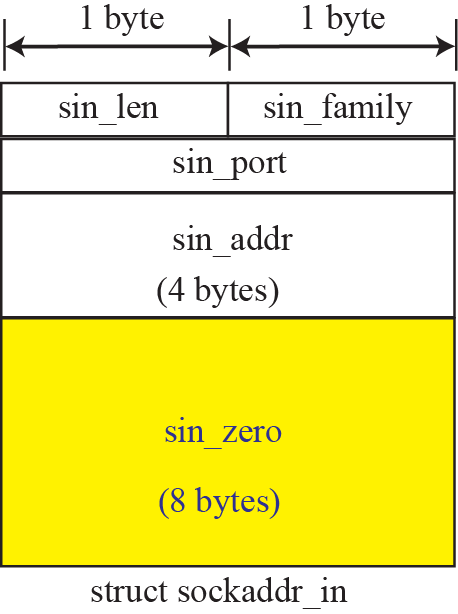 1 byte 1 byte
sin_len sin_family
sin_port
sin_addr
(4 bytes)
sin_zero
(8 bytes)
struct sockaddr_in